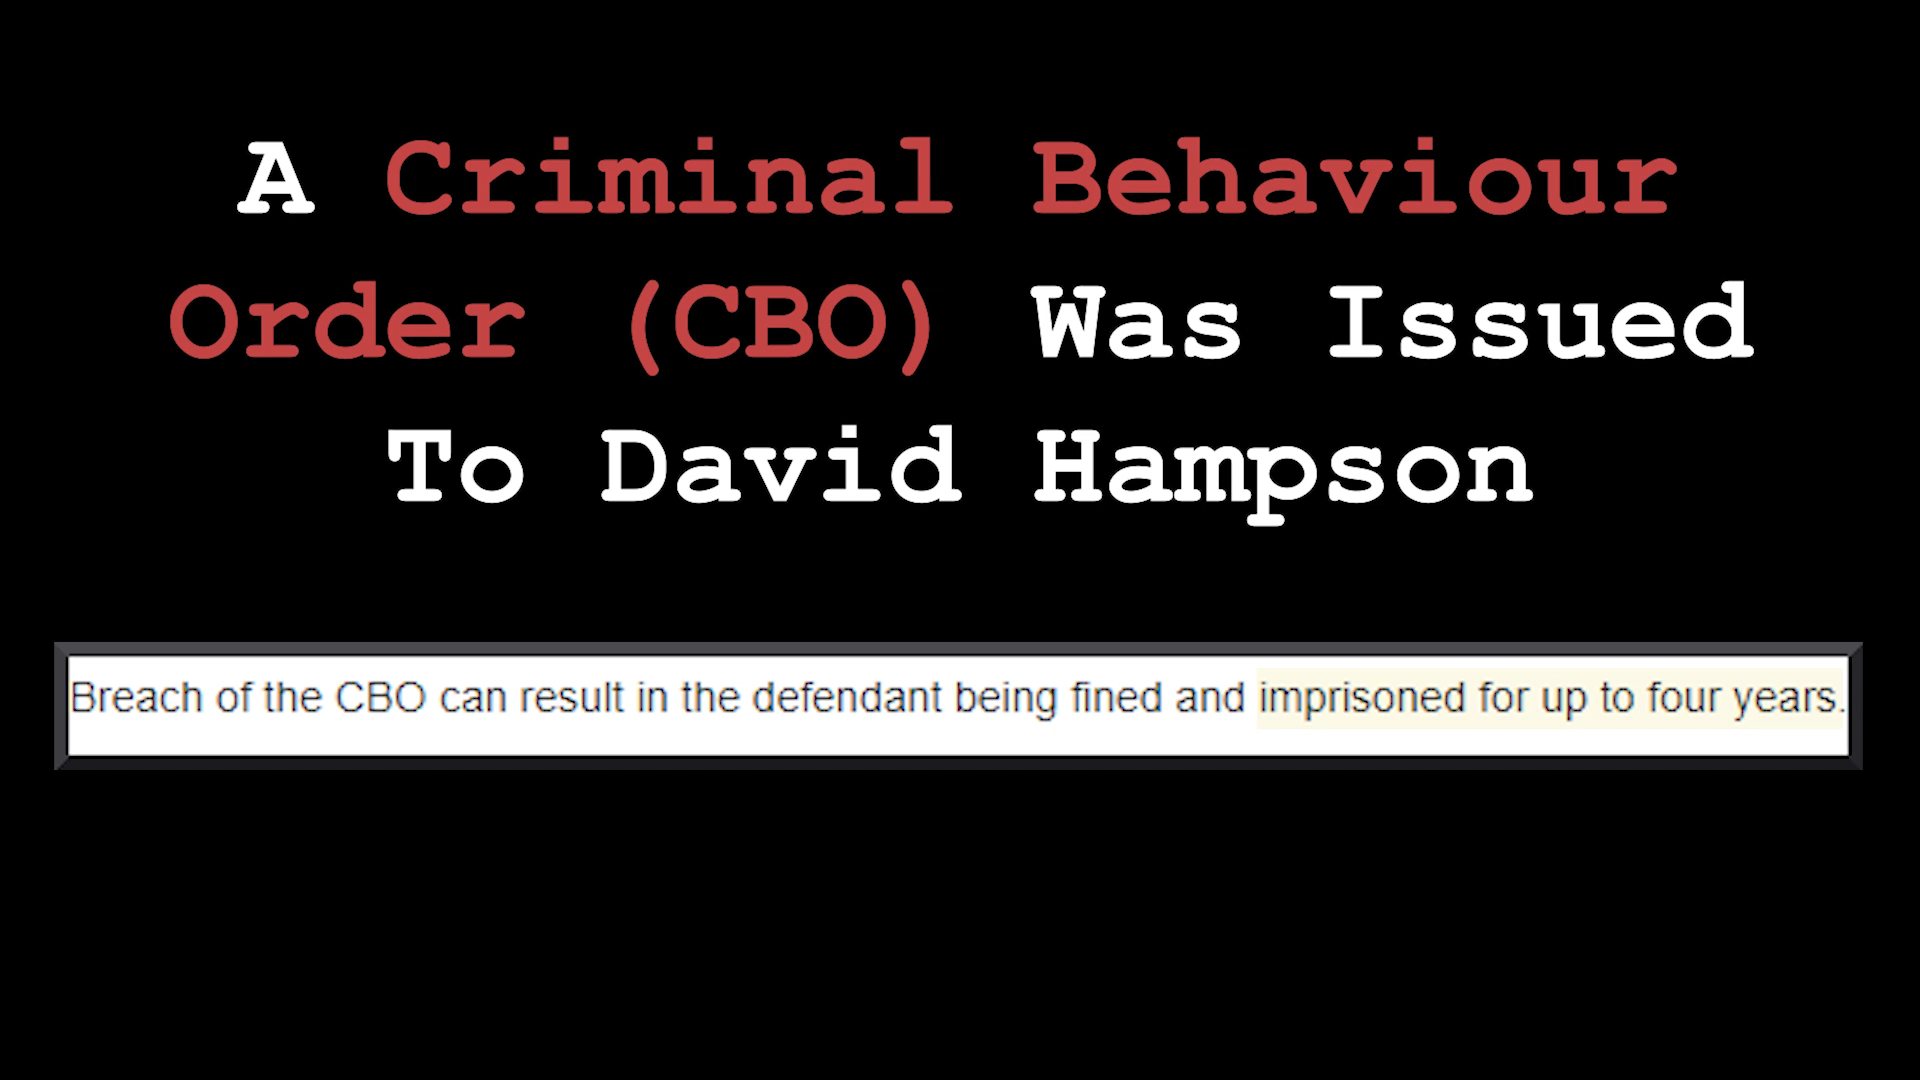 A Criminal Behaviour
Order (CBO) Was Issued
To David Hampson
Breach of the CBO can result in the defendant being fined and imprisoned for up to four years.